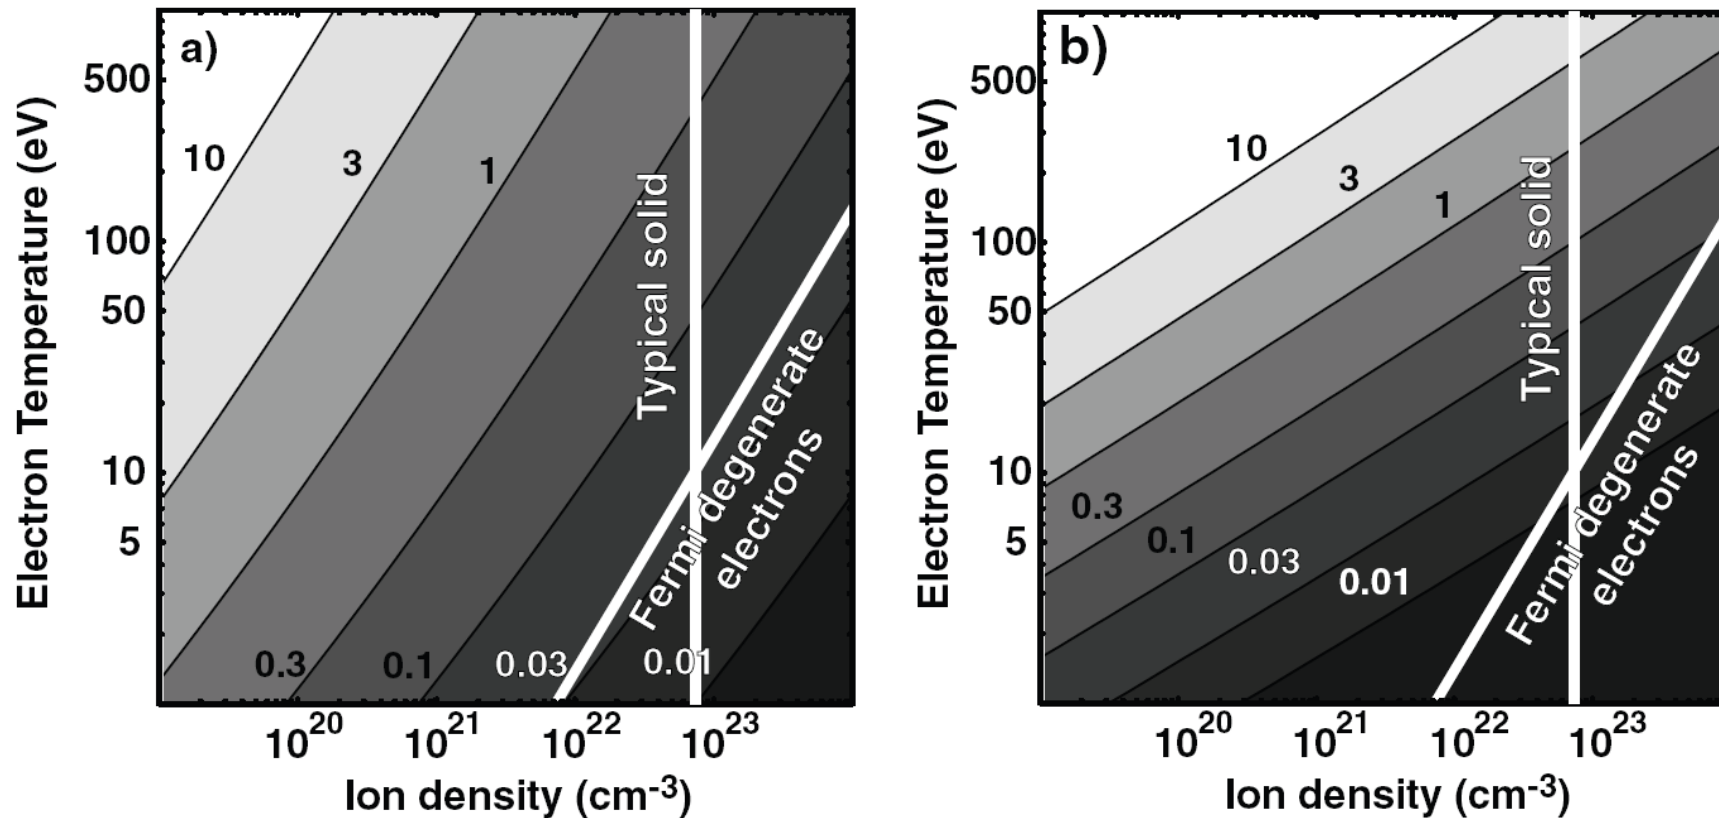 a)
Electron Temperature (eV)
500
100
50
10
5
10
3
1
0.3
0.1
0.03
0.01
Typical solid
Fermi degenerate
electrons
10^20
10^21
10^22
10^23
Ion density (cm^-3)
b)
Electron Temperature (eV)
500
100
50
10
5
10
3
1
0.3
0.1
0.03
0.01
Typical solid
Fermi degenerate
electrons
10^20
10^21
10^22
10^23
Ion density (cm^-3)